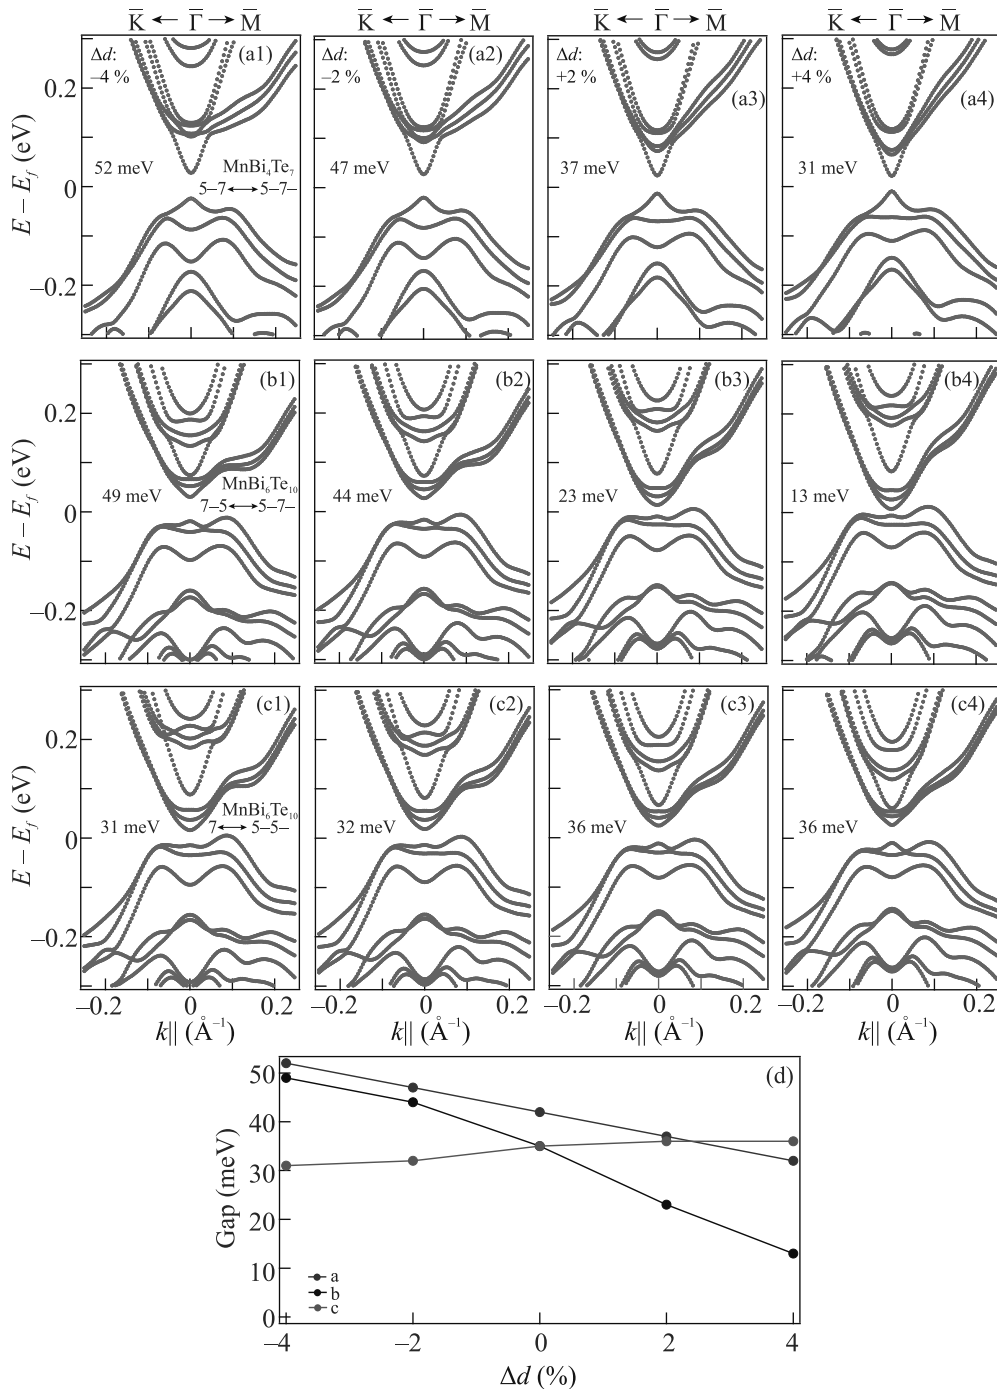 K̅ ← Γ̅ → M̅
K̅ ← Γ̅ → M̅
K̅ ← Γ̅ → M̅
K̅ ← Γ̅ → M̅
Δd:
–4 %
(a1)
52 meV
MnBi₄Te₇
5–7⟷5–7–
Δd:
–2 %
(a2)
47 meV
Δd:
+2 %
(a3)
37 meV
Δd:
+4 %
(a4)
31 meV
E – E_f (eV)
0.2
0
–0.2
(b1)
49 meV
MnBi₆Te₁₀
7–5⟷5–7–
(b2)
44 meV
(b3)
23 meV
(b4)
13 meV
E – E_f (eV)
0.2
0
–0.2
(c1)
31 meV
MnBi₆Te₁₀
7⟷5–5–
(c2)
32 meV
(c3)
36 meV
(c4)
36 meV
E – E_f (eV)
0.2
0
–0.2
–0.2 0 0.2
–0.2 0 0.2
–0.2 0 0.2
–0.2 0 0.2
k|| (Å⁻¹)
k|| (Å⁻¹)
k|| (Å⁻¹)
k|| (Å⁻¹)
(d)
Gap (meV)
50
40
30
20
10
0
a
b
c
–4 –2 0 2 4
Δd (%)